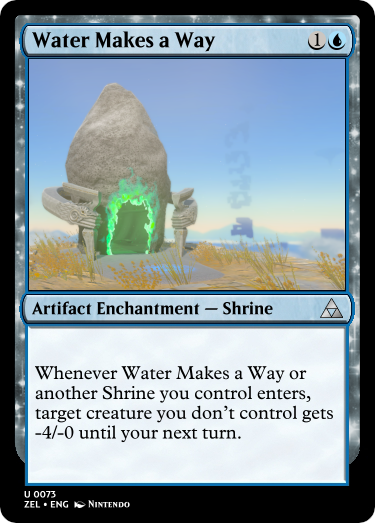 Water Makes a Way 1
Artifact Enchantment — Shrine
Whenever Water Makes a Way or
another Shrine you control enters,
target creature you don't control gets
-4/-0 until your next turn.
U 0073
ZEL • ENG Nintendo